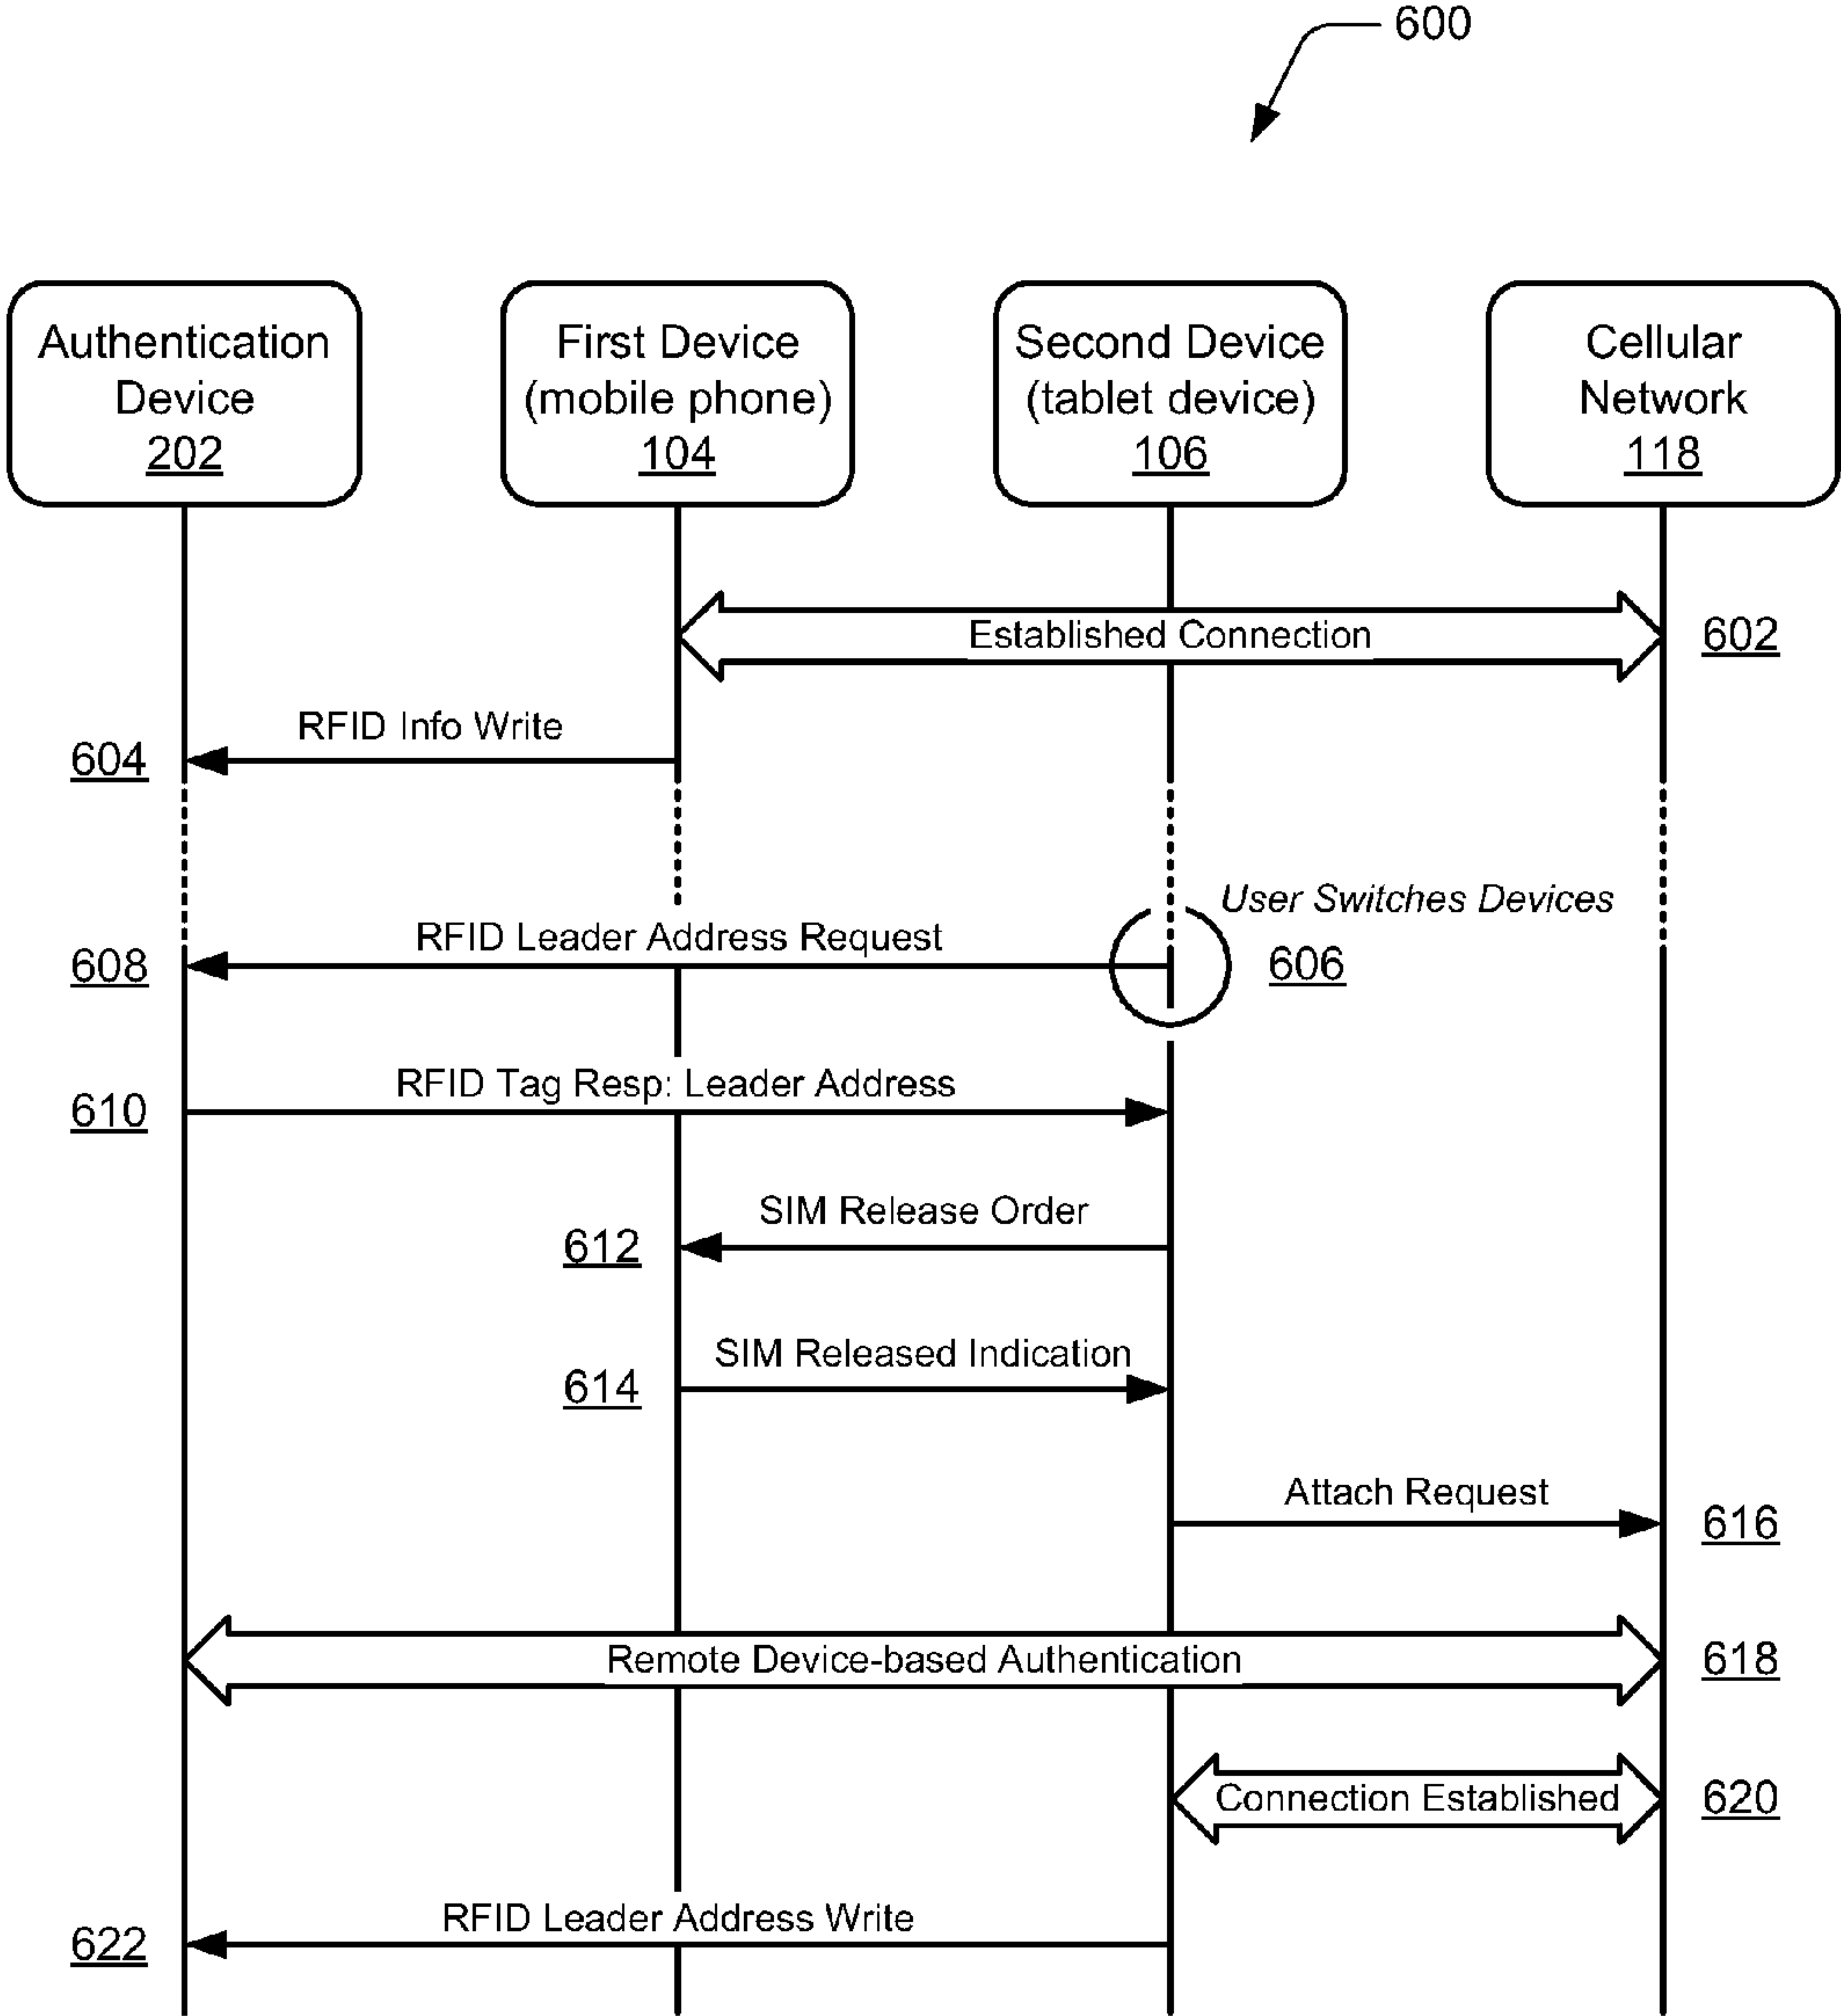 600
Authentication
Device
202
First Device
(mobile phone)
104
Second Device
(tablet device)
106
Cellular
Network
118
Established Connection
602
RFID Info Write
604
User Switches Devices
606
RFID Leader Address Request
608
RFID Tag Resp: Leader Address
610
SIM Release Order
612
SIM Released Indication
614
Attach Request
616
Remote Device-based Authentication
618
Connection Established
620
RFID Leader Address Write
622